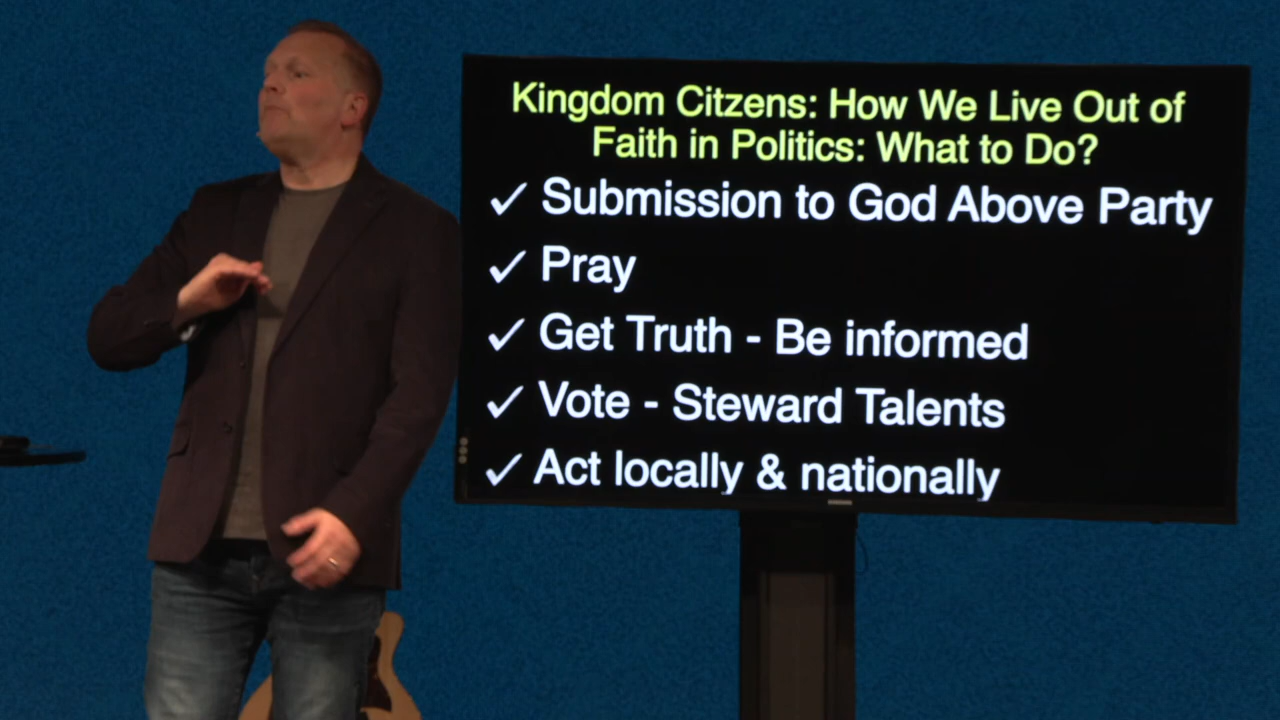 Kingdom Citzens: How We Live Out of
Faith in Politics: What to Do?
✓ Submission to God Above Party
✓ Pray
✓ Get Truth - Be informed
✓ Vote - Steward Talents
✓ Act locally & nationally